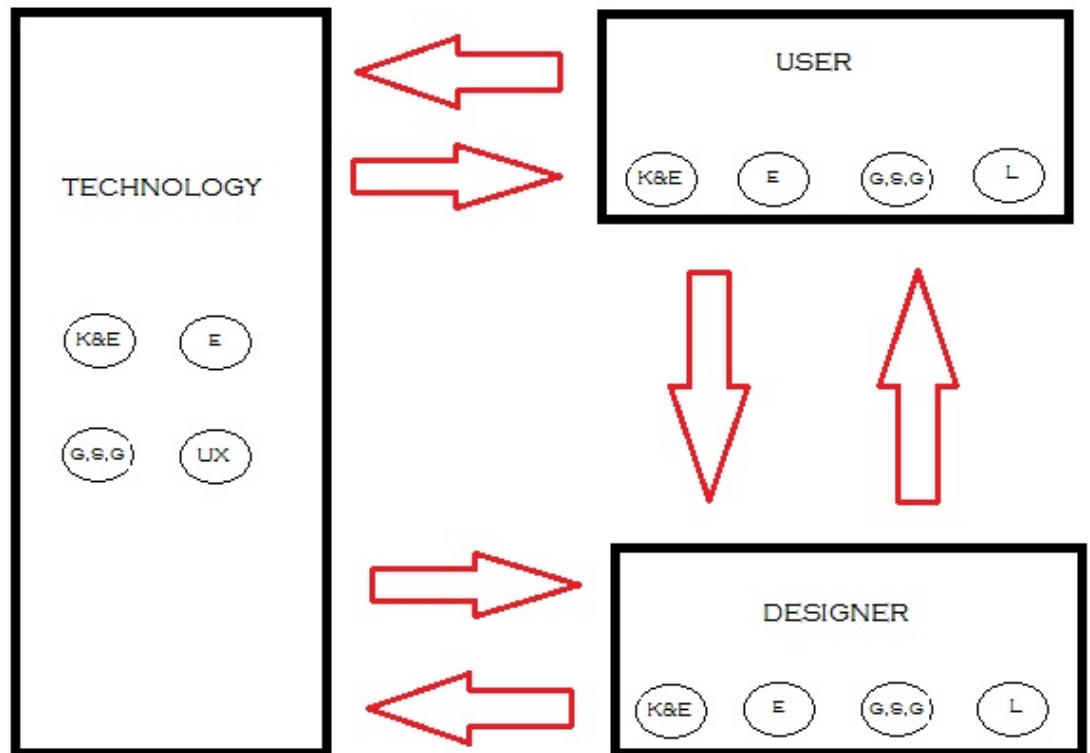 TECHNOLOGY
K&E E
G,S,G UX
USER
K&E E G,S,G L
DESIGNER
K&E E G,S,G L